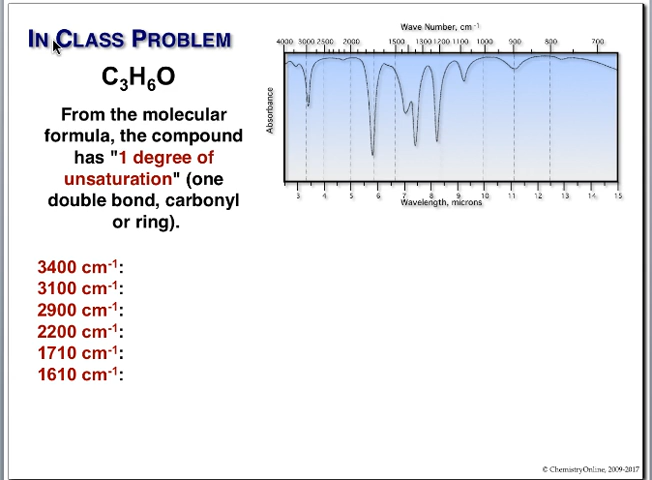 IN CLASS PROBLEM
C3H6O
From the molecular
formula, the compound
has "1 degree of
unsaturation" (one
double bond, carbonyl
or ring).
3400 cm-1:
3100 cm-1:
2900 cm-1:
2200 cm-1:
1710 cm-1:
1610 cm-1:
Wave Number, cm-1
4000 3000 2500 2000 1500 1300 1200 1100 1000 900 800 700
Absorbance
3 4 5 6 7 8 9 10 11 12 13 14 15
Wavelength, microns
© ChemistryOnline, 2009-2017